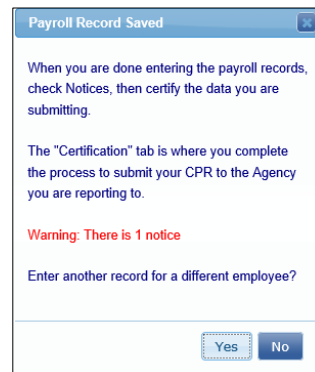 Payroll Record Saved
When you are done entering the payroll records,
check Notices, then certify the data you are
submitting.
The "Certification" tab is where you complete
the process to submit your CPR to the Agency
you are reporting to.
Warning: There is 1 notice
Enter another record for a different employee?
Yes No